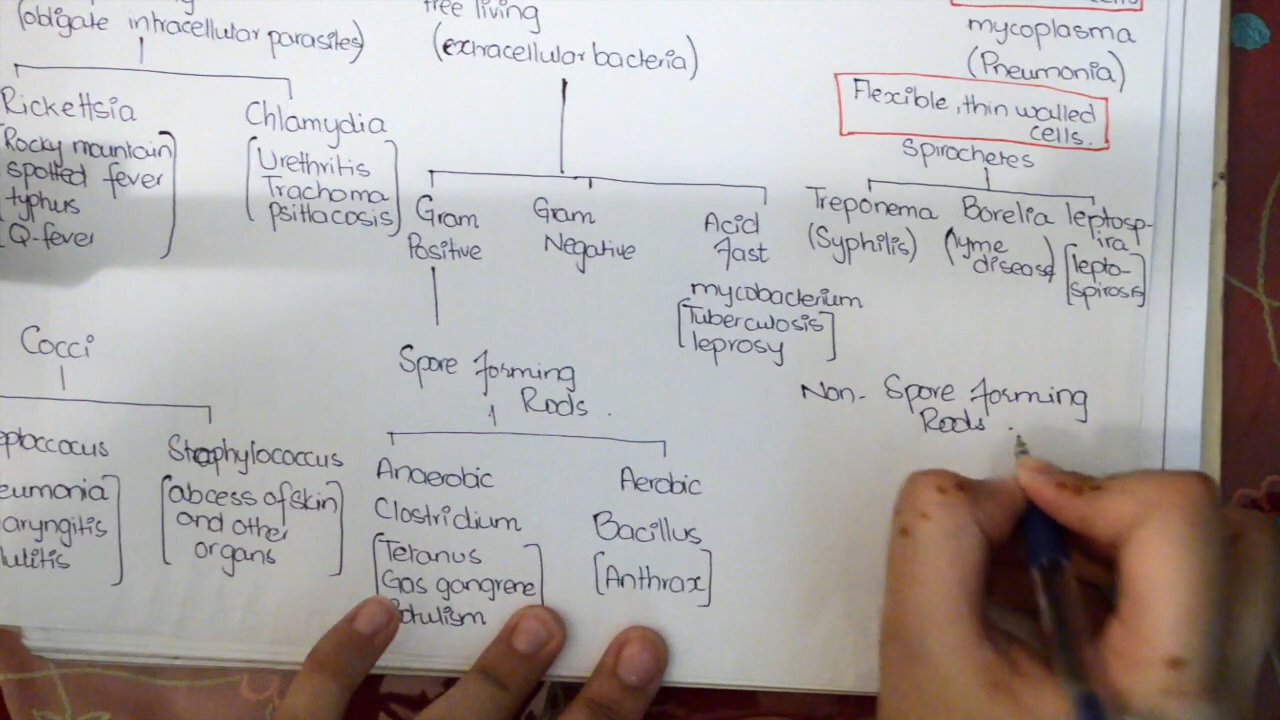 (obligate intracellular parasites)
free living
(extracellular bacteria)
mycoplasma
(Pneumonia)
Flexible, thin walled
cells.
Spirochetes
Rickettsia
[Rocky mountain
spotted fever
typhus
Q-fever]
Chlamydia
[Urethritis
Trachoma
Psittacosis]
Gram
Positive
Gram
Negative
Acid
Fast
mycobacterium
[Tuberculosis
leprosy]
Treponema
(Syphilis)
Borelia
(lyme
disease)
leptosp-
ira
[lepto-
spirosis]
Cocci
Spore forming
Rods.
Non- Spore forming
Rods.
Staphylococcus
[abcess of skin
and other
organs]
Anaerobic
Clostridium
[Tetanus
Gas gangrene]
Aerobic
Bacillus
[Anthrax]